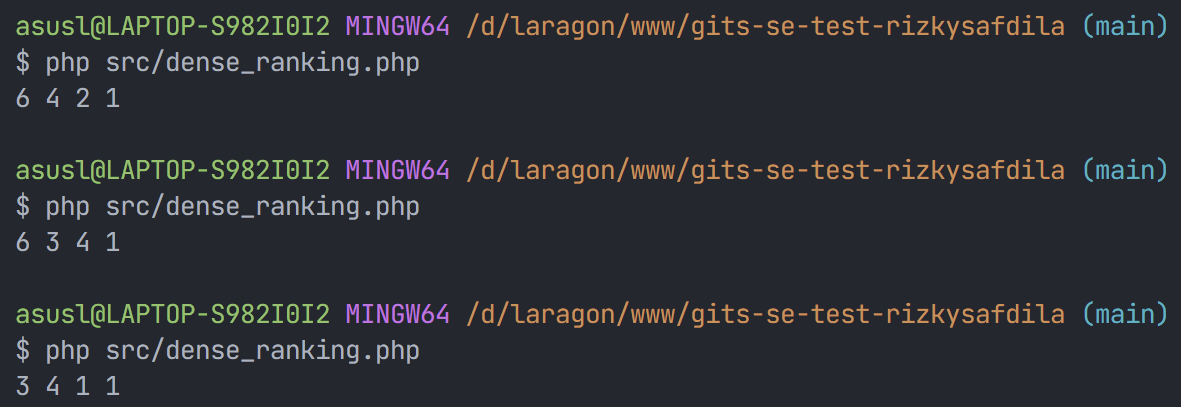 asusl@LAPTOP-S982I0I2 MINGW64 /d/laragon/www/gits-se-test-rizkysafdila (main)
$ php src/dense_ranking.php
6 4 2 1
asusl@LAPTOP-S982I0I2 MINGW64 /d/laragon/www/gits-se-test-rizkysafdila (main)
$ php src/dense_ranking.php
6 3 4 1
asusl@LAPTOP-S982I0I2 MINGW64 /d/laragon/www/gits-se-test-rizkysafdila (main)
$ php src/dense_ranking.php
3 4 1 1